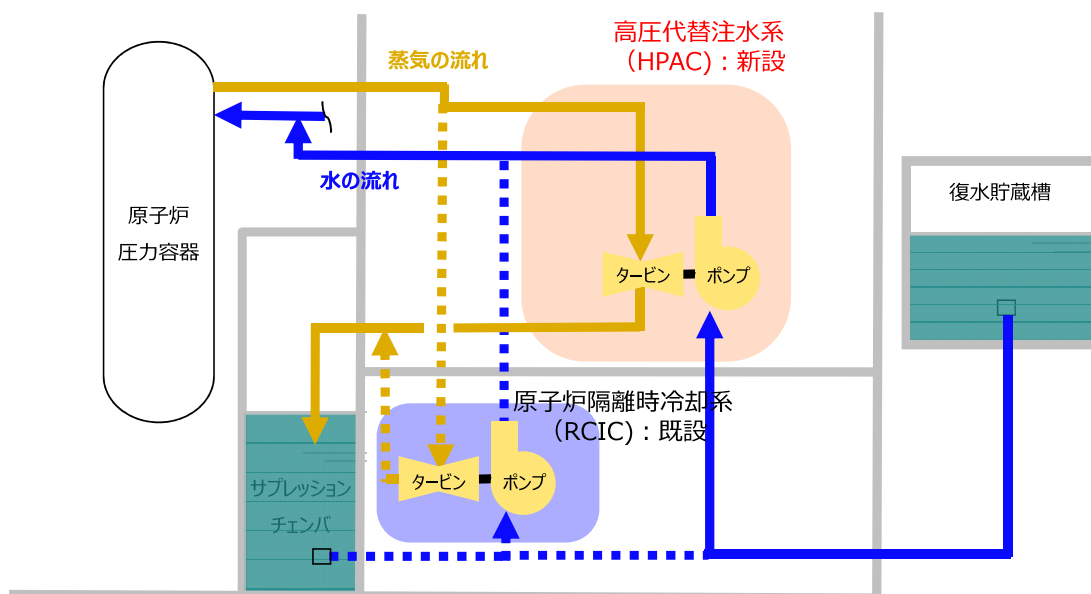 高圧代替注水系
（HPAC)：新設
蒸気の流れ
水の流れ
復水貯蔵槽
原子炉
圧力容器
タービン
ポンプ
原子炉隔離時冷却系
（RCIC)：既設
タービン
ポンプ
サプレッション
チェンバ